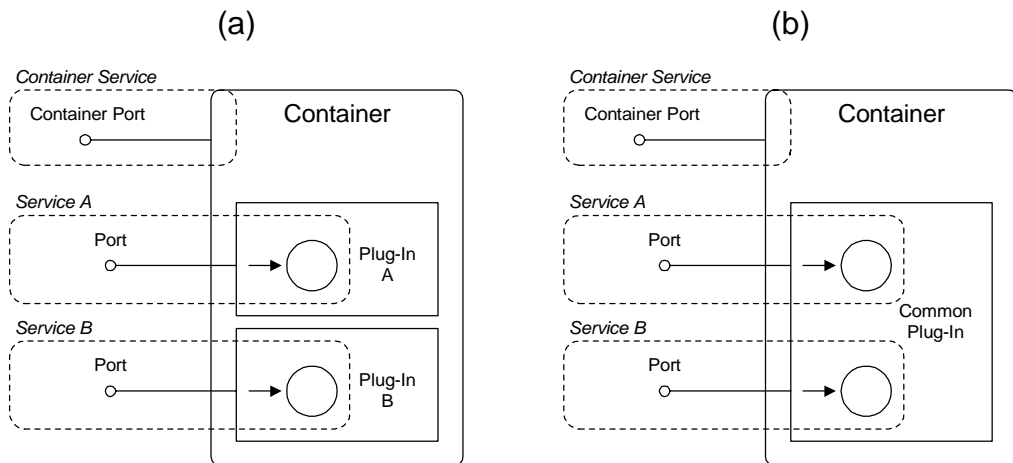 (a)
Container Service
Container Port
Container
Service A
Port
Plug-In
A
Service B
Port
Plug-In
B
(b)
Container Service
Container Port
Container
Service A
Port
Service B
Port
Common
Plug-In